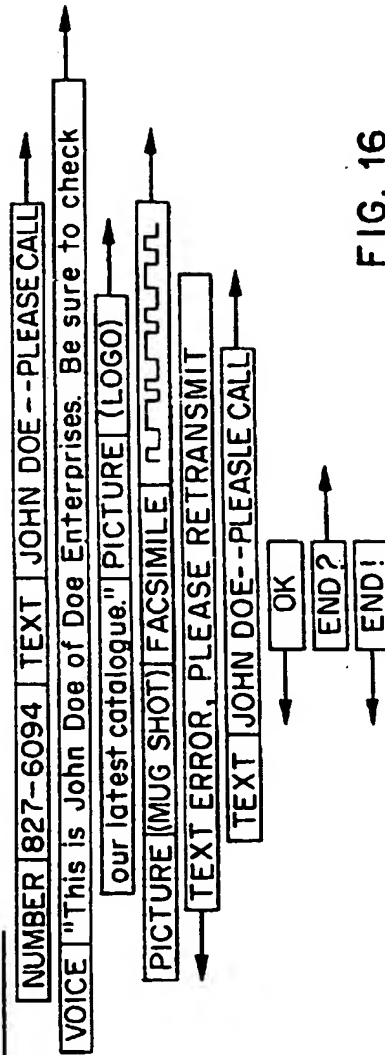 NUMBER 827-6094 TEXT JOHN DOE---PLEASE CALL
VOICE "This is John Doe of Doe Enterprises. Be sure to check
our latest catalogue." PICTURE (LOGO)
PICTURE (MUG SHOT) FACSIMILE
TEXT ERROR, PLEASE RETRANSMIT
TEXT JOHN DOE--PLEASLE CALL
OK
END?
END!
FIG. 16